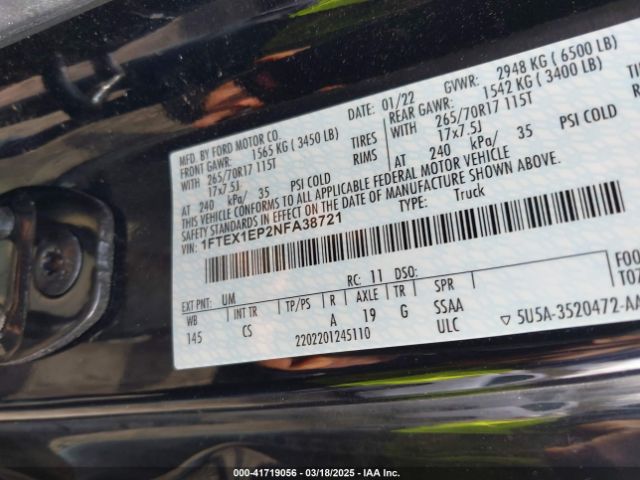 MFD. BY FORD MOTOR CO.
DATE: 01/22 GVWR: 2948 KG ( 6500 LB)
FRONT GAWR: 1565 KG ( 3450 LB) REAR GAWR: 1542 KG ( 3400 LB)
WITH 265/70R17 115T TIRES WITH 265/70R17 115T
17x7.5J RIMS 17x7.5J
AT 240 kPa/ 35 PSI COLD AT 240 kPa/ 35 PSI COLD
THIS VEHICLE CONFORMS TO ALL APPLICABLE FEDERAL MOTOR VEHICLE
SAFETY AND THEFT PREVENTION STANDARDS IN EFFECT ON THE DATE OF MANUFACTURE SHOWN ABOVE.
VIN: 1FTEX1EP2NFA38721 TYPE: Truck
EXT PNT: UM RC: 11 DSO:
WB INT TR TP/PS R AXLE TR SPR
145 CS A 19 G SSAA
2202201245110 ULC
▽ 5U5A-3520472-AA
000-41719056 — 03/18/2025 — IAA Inc.